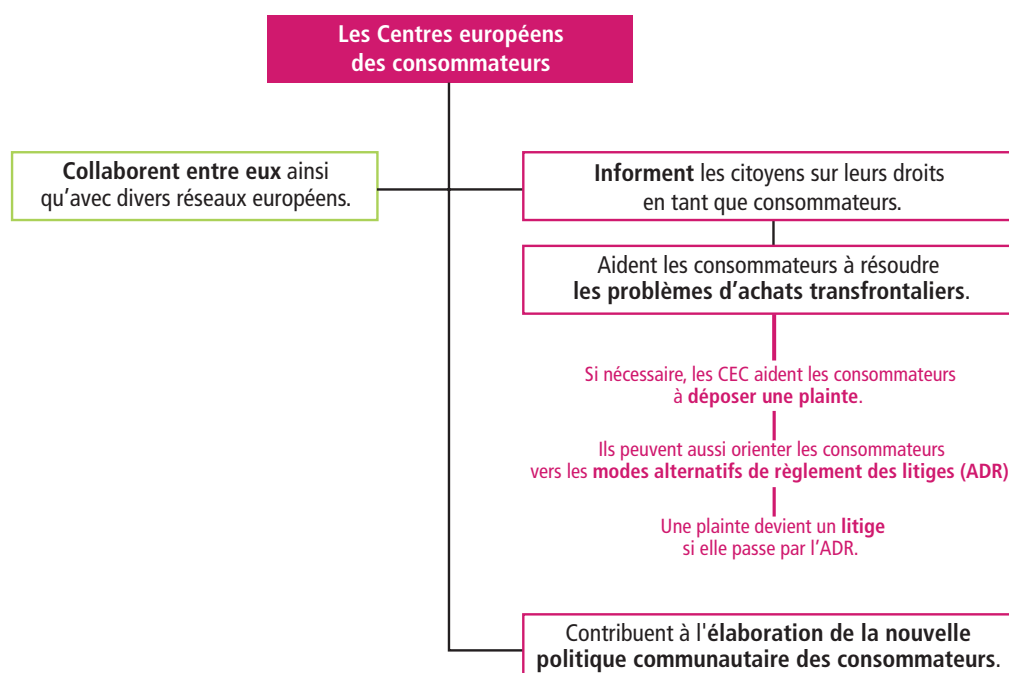 Les Centres européens
des consommateurs
Collaborent entre eux ainsi
qu'avec divers réseaux européens.
Informent les citoyens sur leurs droits
en tant que consommateurs.
Aident les consommateurs à résoudre
les problèmes d'achats transfrontaliers.
Si nécessaire, les CEC aident les consommateurs
à déposer une plainte.
Ils peuvent aussi orienter les consommateurs
vers les modes alternatifs de règlement des litiges (ADR)
Une plainte devient un litige
si elle passe par l'ADR.
Contribuent à l'élaboration de la nouvelle
politique communautaire des consommateurs.